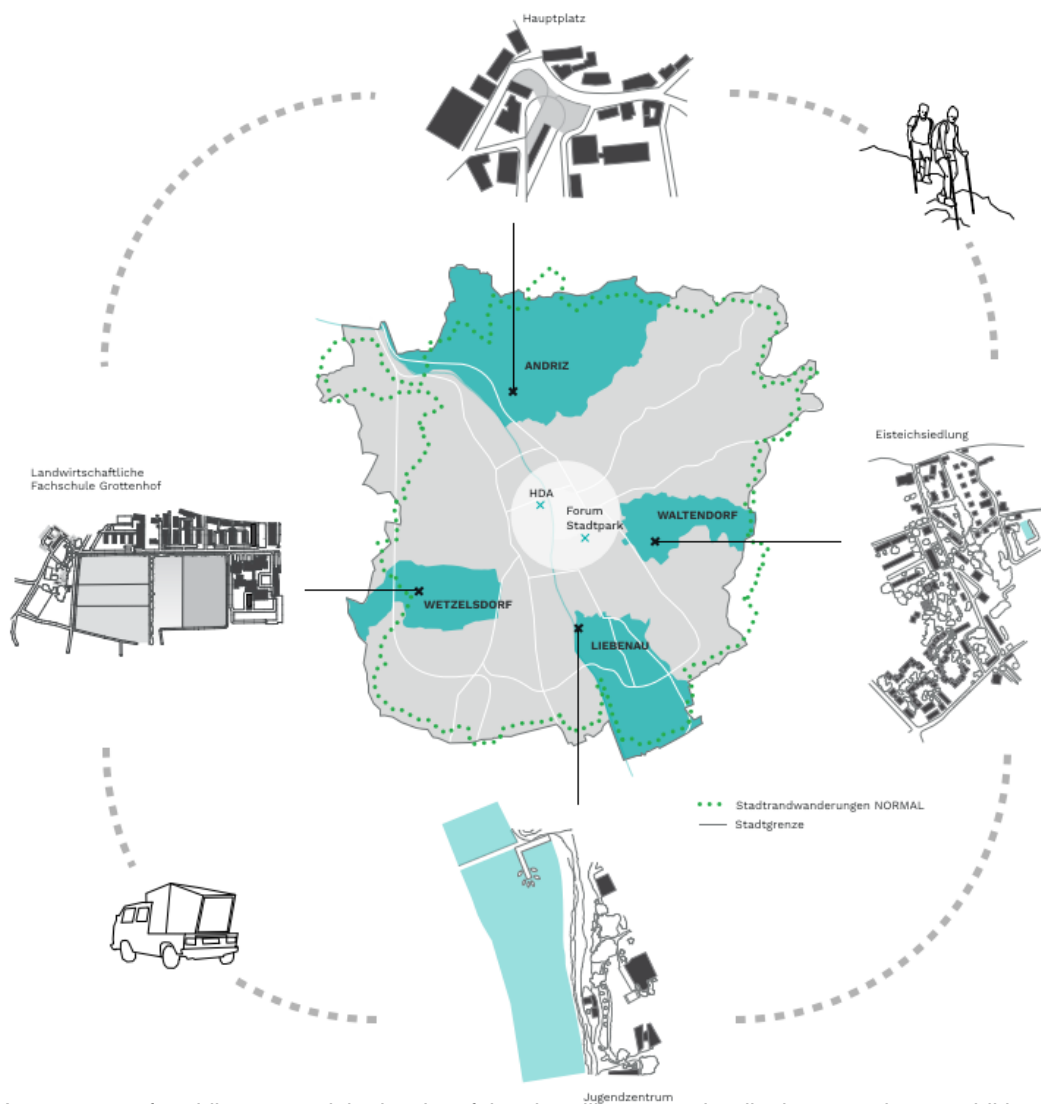 Hauptplatz
ANDRIZ
Eisteichsiedlung
Landwirtschaftliche
Fachschule Grottenhof
HDA
Forum
Stadtpark
WALTENDORF
WETZELSDORF
LIEBENAU
Stadtrandwanderungen NORMAL
Stadtgrenze
Jugendzentrum